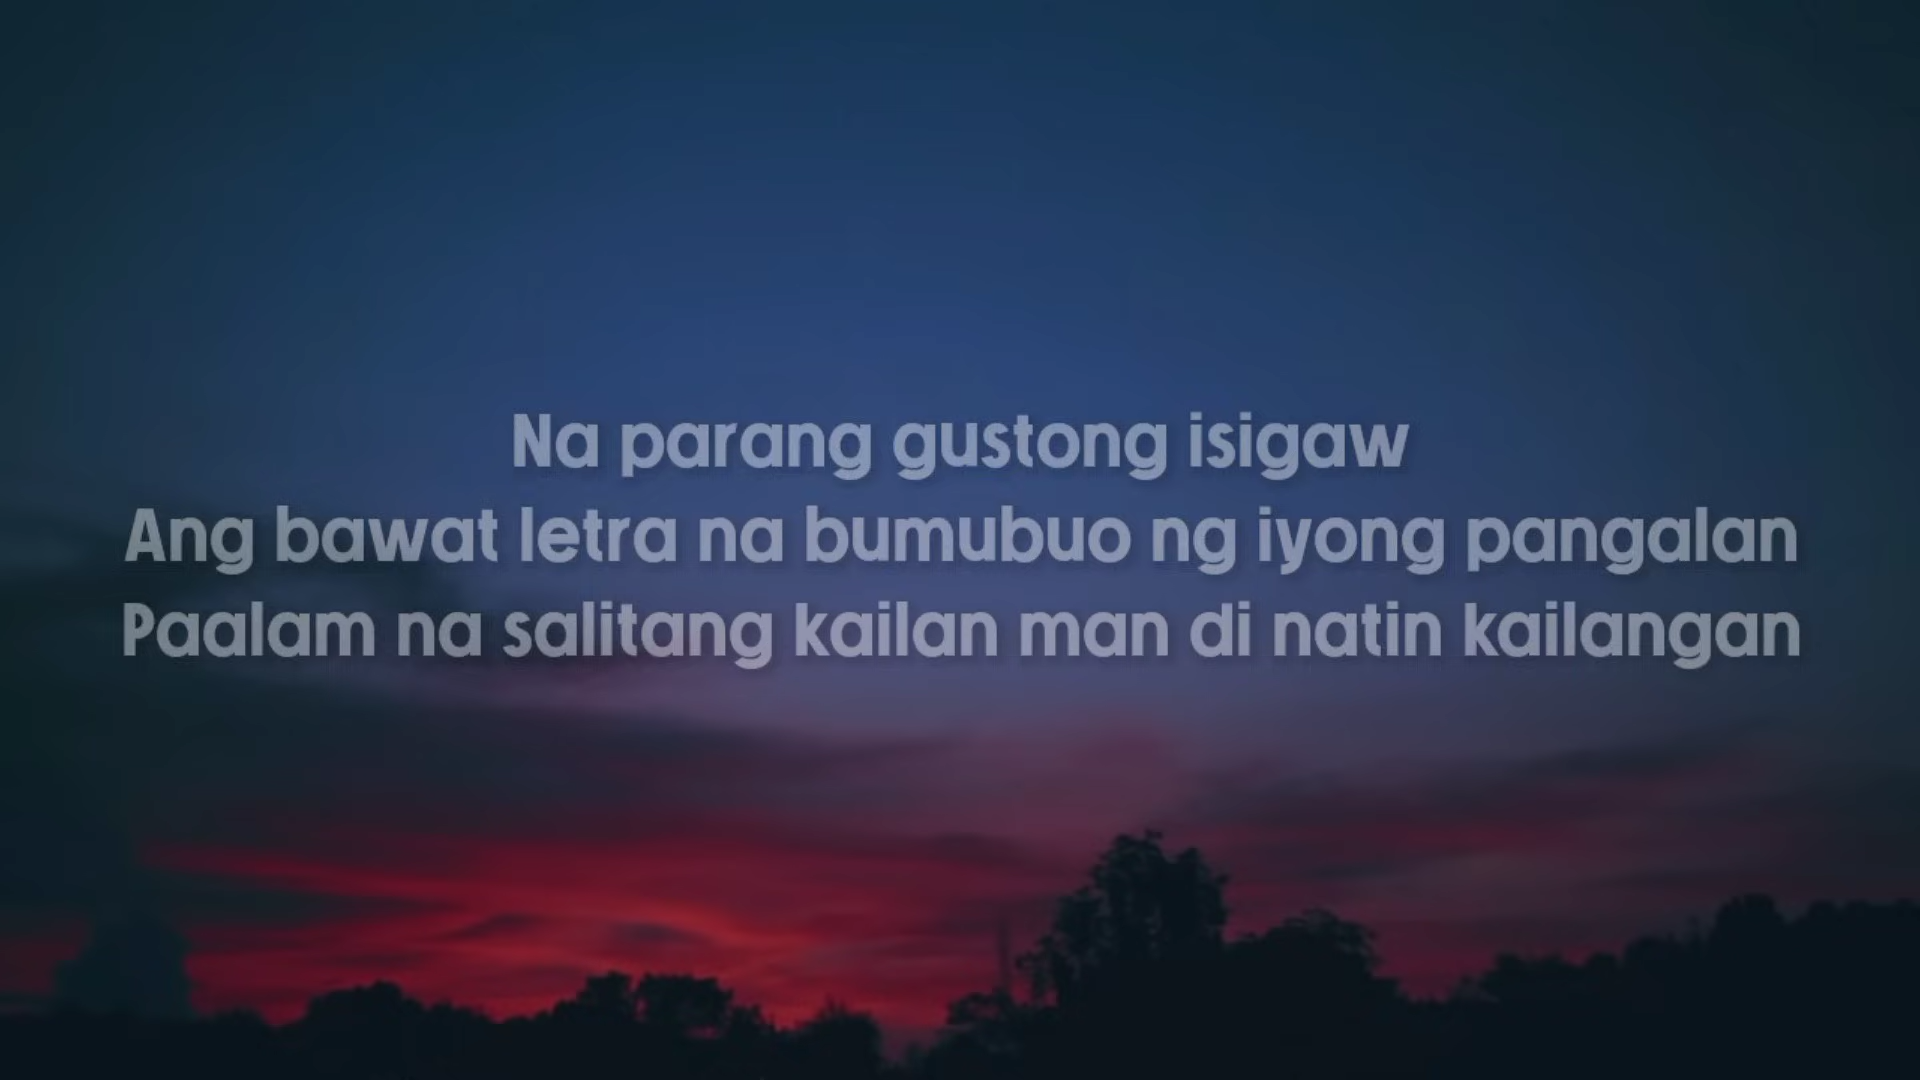 Na parang gustong isigaw
Ang bawat letra na bumubuo ng iyong pangalan
Paalam na salitang kailan man di natin kailangan